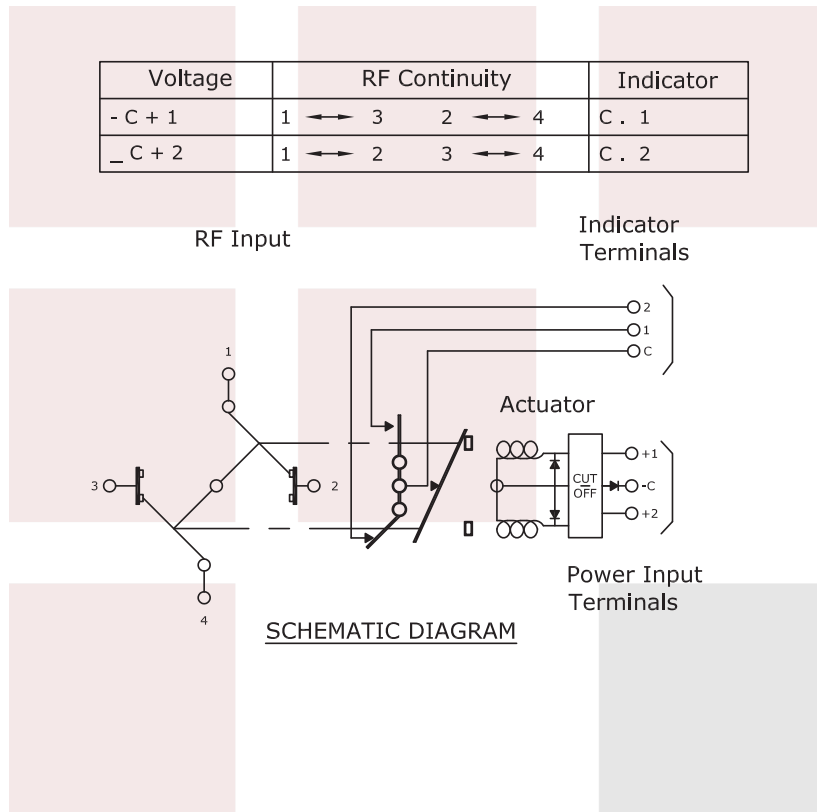 Voltage RF Continuity Indicator
- C + 1 1 ↔ 3 2 ↔ 4 C . 1
_ C + 2 1 ↔ 2 3 ↔ 4 C . 2
RF Input
Indicator
Terminals
2
1
C
1
Actuator
3
2
CUT
OFF
+1
-C
+2
4
Power Input
Terminals
SCHEMATIC DIAGRAM